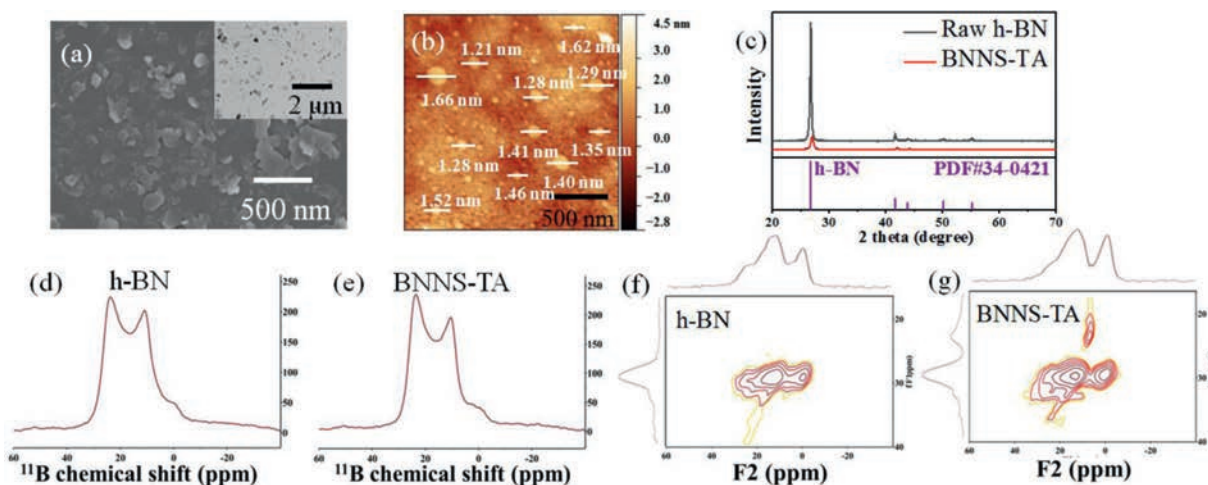 (a)
2 μm
500 nm
(b)
1.21 nm
1.62 nm
1.28 nm
1.29 nm
1.66 nm
1.41 nm
1.35 nm
1.28 nm
1.46 nm
1.40 nm
1.52 nm
500 nm
4.5 nm
3.0
2.0
1.0
0.0
−1.0
−2.0
−2.8
(c)
Raw h-BN
BNNS-TA
Intensity
h-BN PDF#34-0421
20 30 40 50 60 70
2 theta (degree)
(d)
h-BN
250
200
150
100
50
0
60 40 20 0 -20
¹¹B chemical shift (ppm)
(e)
BNNS-TA
250
200
150
100
50
0
60 40 20 0 -20
¹¹B chemical shift (ppm)
(f)
h-BN
20
30
40
40 20 0 -20
F2 (ppm)
(g)
BNNS-TA
20
30
40
40 20 0 -20
F2 (ppm)